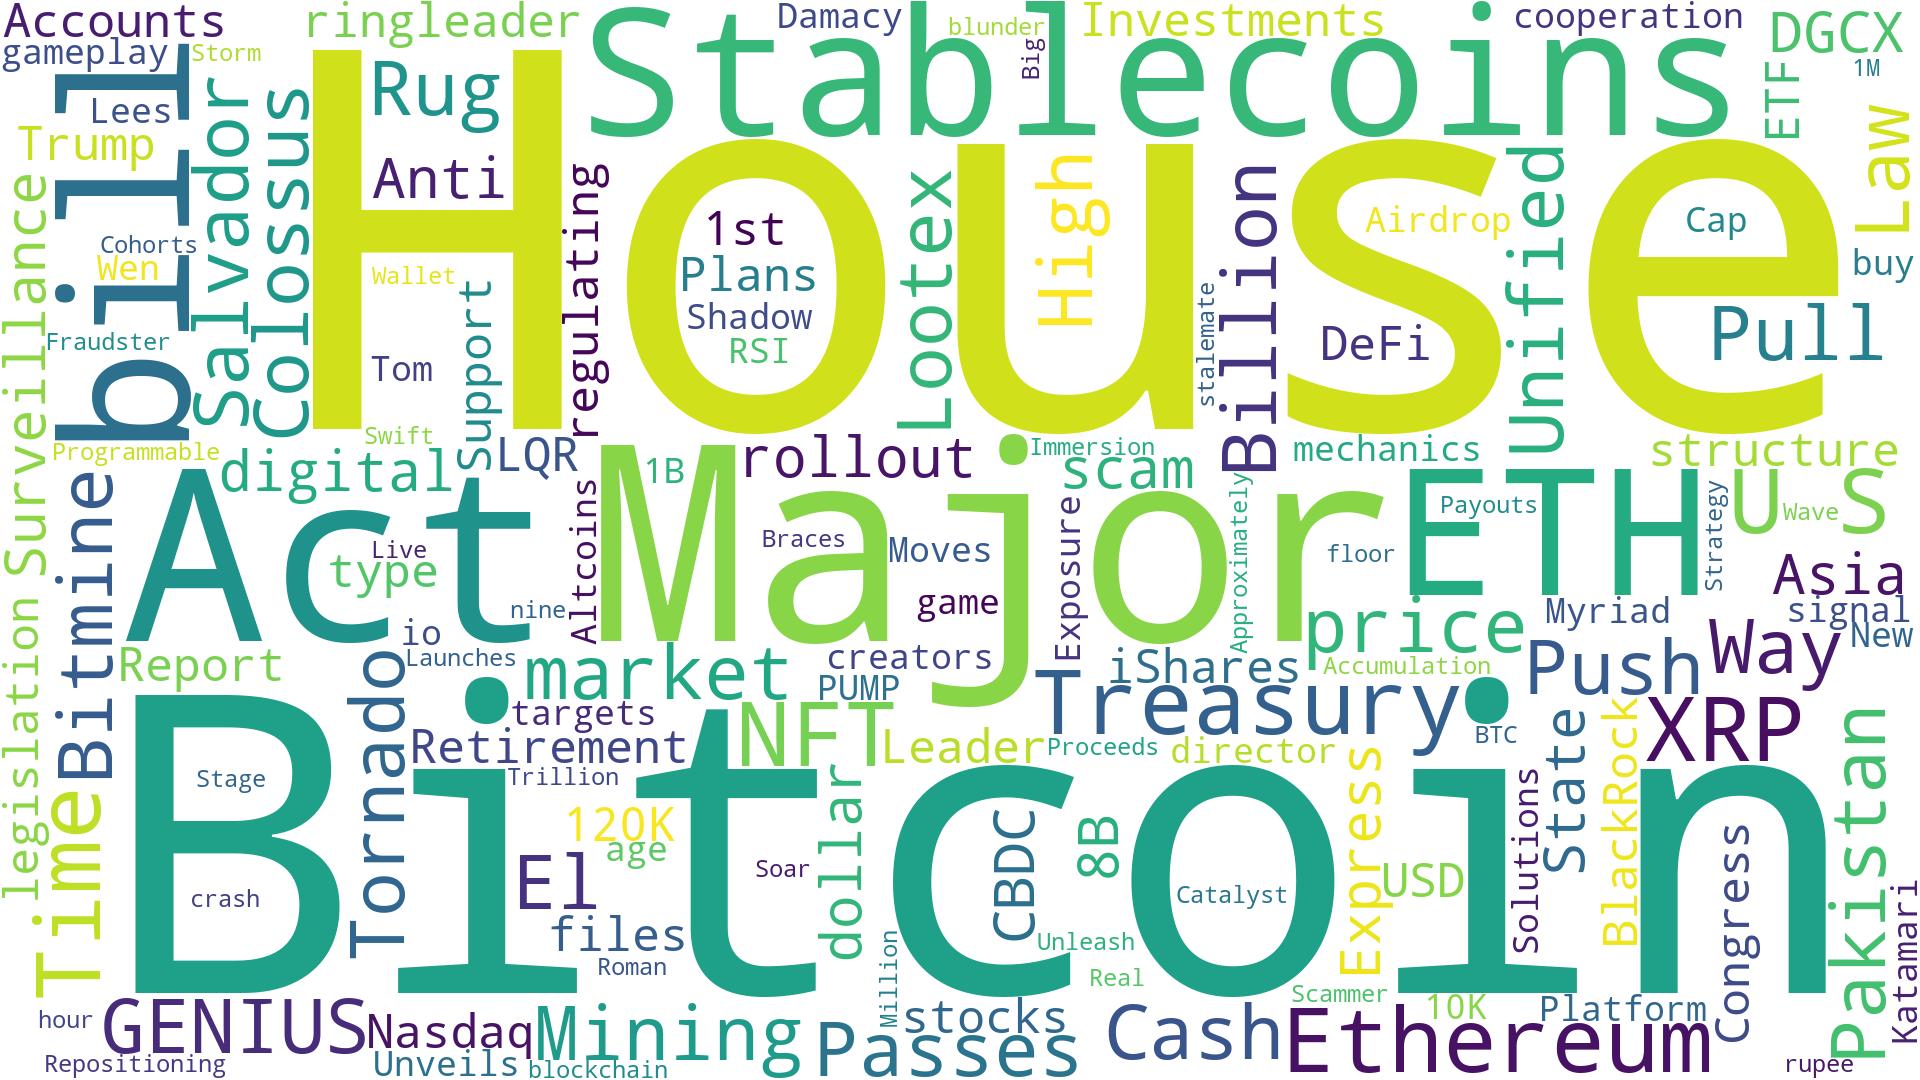 Accounts
ringleader
Stablecoins
Damacy
blunder
Big
Investments
cooperation
DGCX
gameplay
Storm
bill
Rug
ETF
1M
Lees
Trump
Salvador
Colossus
House
Anti
regulating
1st
Lootex
High
Billion
Unified
Airdrop
Cap
Law
Surveillance
Cohorts
Wen
Wallet
Plans
buy
Shadow
stalemate
Support
Fraudster
Tom
RSI
DeFi
Pull
Swift
Programmable
digital
LQR
rollout
Immersion
scam
mechanics
structure
Bitmine
Act
Altcoins
1B
Major
Exposure
Approximately
ETH
Payouts
Strategy
U
Wave
S
Live
type
Braces
Moves
floor
Asia
legislation
nine
game
io
price
Myriad
signal
New
Report
Launches
market
creators
iShares
Accumulation
Push
Way
PUMP
Treasury
Tornado
targets
NFT
Leader
Proceeds
director
BTC
XRP
Retirement
Bitcoin
Stage
Trillion
State
BlackRock
Pakistan
Time
120K
age
dollar
CBDC
8B
Express
USD
Solutions
Congress
crash
El
Soar
Catalyst
Katamari
files
Roman
Million
Unleash
Real
Scammer
10K
Platform
hour
GENIUS
Nasdaq
Mining
Passes
stocks
Cash
Ethereum
Repositioning
Unveils
blockchain
rupee